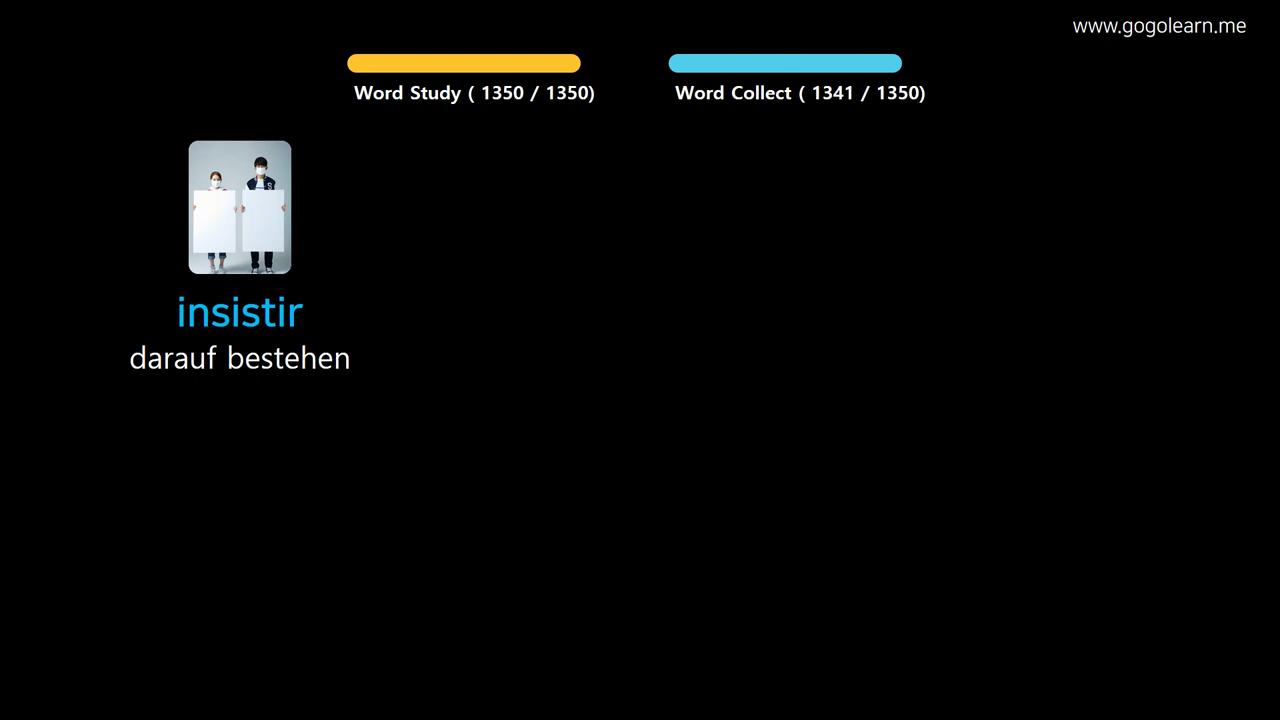 www.gogolearn.me
Word Study ( 1350 / 1350)
Word Collect ( 1341 / 1350)
insistir
darauf bestehen